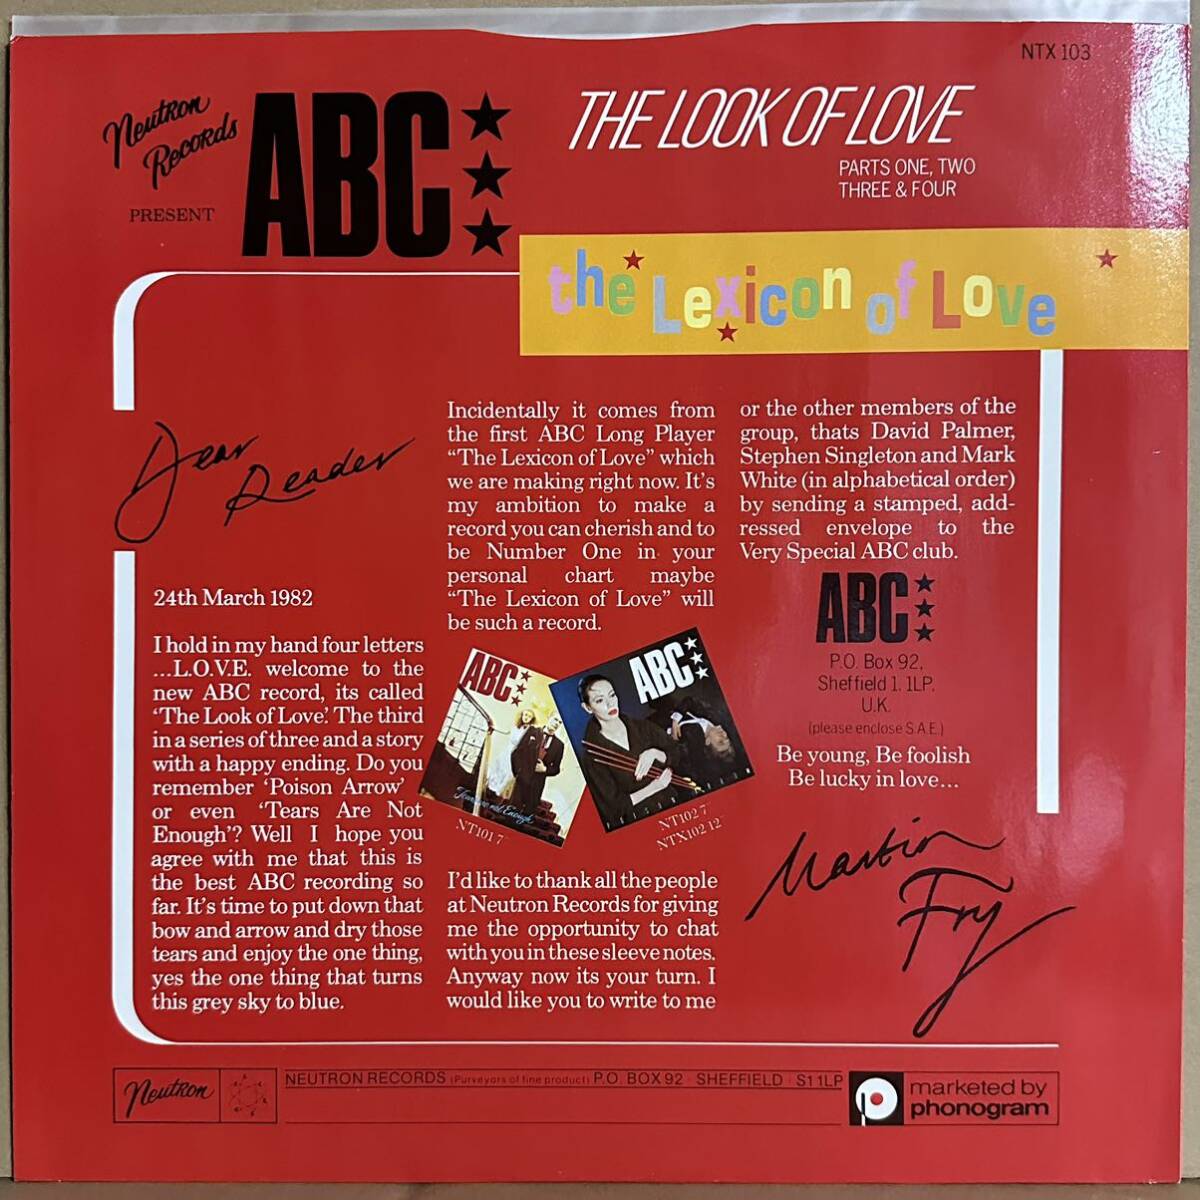 NTX 103
Neutron
Records
PRESENT
ABC
THE LOOK OF LOVE
PARTS ONE, TWO
THREE & FOUR
the Lexicon of Love
Dear
Reader
24th March 1982
I hold in my hand four letters
...L.O.V.E. welcome to the
new ABC record, its called
‘The Look of Love’. The third
in a series of three and a story
with a happy ending. Do you
remember ‘Poison Arrow’
or even ‘Tears Are Not
Enough’? Well I hope you
agree with me that this is
the best ABC recording so
far. It's time to put down that
bow and arrow and dry those
tears and enjoy the one thing,
yes the one thing that turns
this grey sky to blue.
Incidentally it comes from
the first ABC Long Player
“The Lexicon of Love” which
we are making right now. It's
my ambition to make a
record you can cherish and to
be Number One in your
personal chart maybe
“The Lexicon of Love” will
be such a record.
ABC
Tears are not Enough
NT101 7"
ABC
POISON ARROW
NT102 7"
NTX102 12"
I'd like to thank all the people
at Neutron Records for giving
me the opportunity to chat
with you in these sleeve notes.
Anyway now its your turn. I
would like you to write to me
or the other members of the
group, thats David Palmer,
Stephen Singleton and Mark
White (in alphabetical order)
by sending a stamped, add-
ressed envelope to the
Very Special ABC club.
ABC
P.O. Box 92,
Sheffield 1. 1LP.
U.K.
(please enclose S.A.E.)
Be young, Be foolish
Be lucky in love...
Martin
Fry
Neutron
NEUTRON RECORDS (Purveyors of fine product) P.O. BOX 92 · SHEFFIELD · S1 1LP
p
marketed by
phonogram